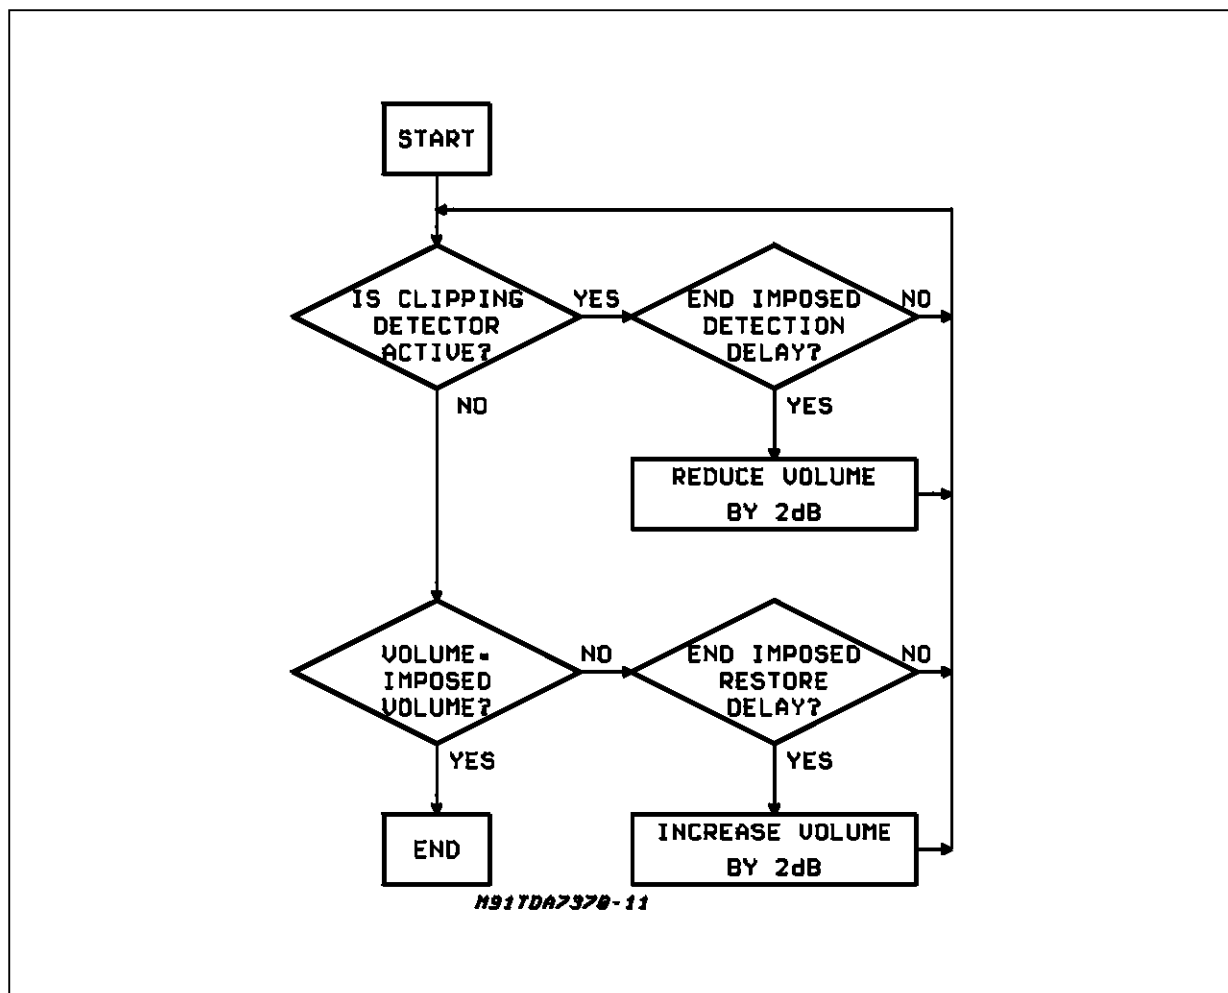 START
IS CLIPPING
DETECTOR
ACTIVE?
YES
END IMPOSED
DETECTION
DELAY?
NO
NO
YES
REDUCE VOLUME
BY 2dB
VOLUME=
IMPOSED
VOLUME?
NO
END IMPOSED
RESTORE
DELAY?
NO
YES
YES
END
INCREASE VOLUME
BY 2dB
M91TDA7370-11